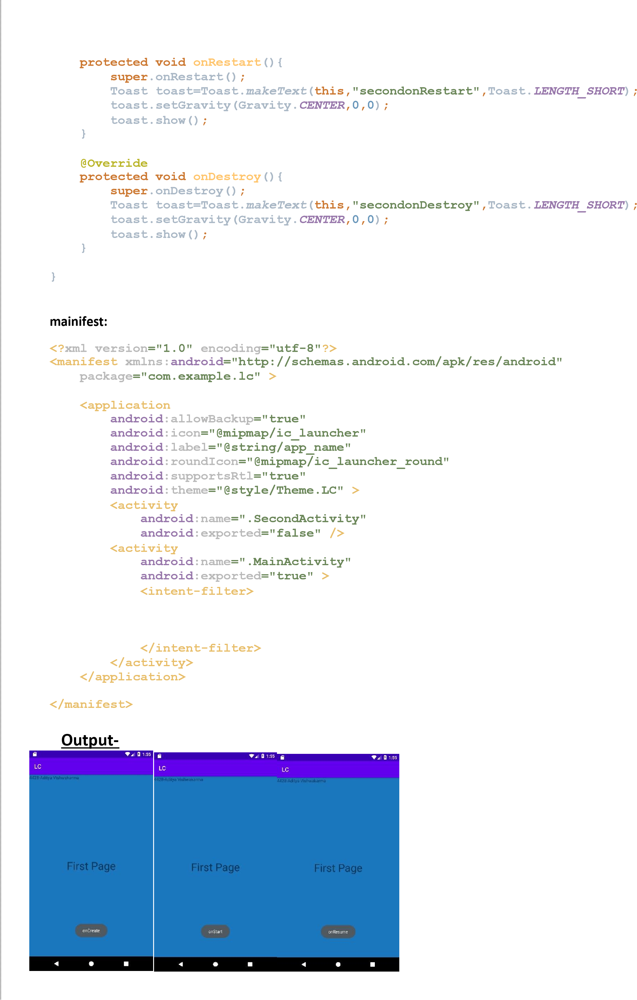 protected void onRestart(){
super.onRestart();
Toast toast=Toast.makeText(this,"secondonRestart",Toast.LENGTH_SHORT);
toast.setGravity(Gravity.CENTER,0,0);
toast.show();
}
@Override
protected void onDestroy(){
super.onDestroy();
Toast toast=Toast.makeText(this,"secondonDestroy",Toast.LENGTH_SHORT);
toast.setGravity(Gravity.CENTER,0,0);
toast.show();
}
}
mainifest:
<?xml version="1.0" encoding="utf-8"?>
<manifest xmlns:android="http://schemas.android.com/apk/res/android"
package="com.example.lc" >
<application
android:allowBackup="true"
android:icon="@mipmap/ic_launcher"
android:label="@string/app_name"
android:roundIcon="@mipmap/ic_launcher_round"
android:supportsRtl="true"
android:theme="@style/Theme.LC" >
<activity
android:name=".SecondActivity"
android:exported="false" />
<activity
android:name=".MainActivity"
android:exported="true" >
<intent-filter>
</intent-filter>
</activity>
</application>
</manifest>
Output-
1:55
LC
4428-Aditya Vishwakarma
First Page
onCreate
1:55
LC
4428-Aditya Vishwakarma
First Page
onStart
1:55
LC
4428-Aditya Vishwakarma
First Page
onResume